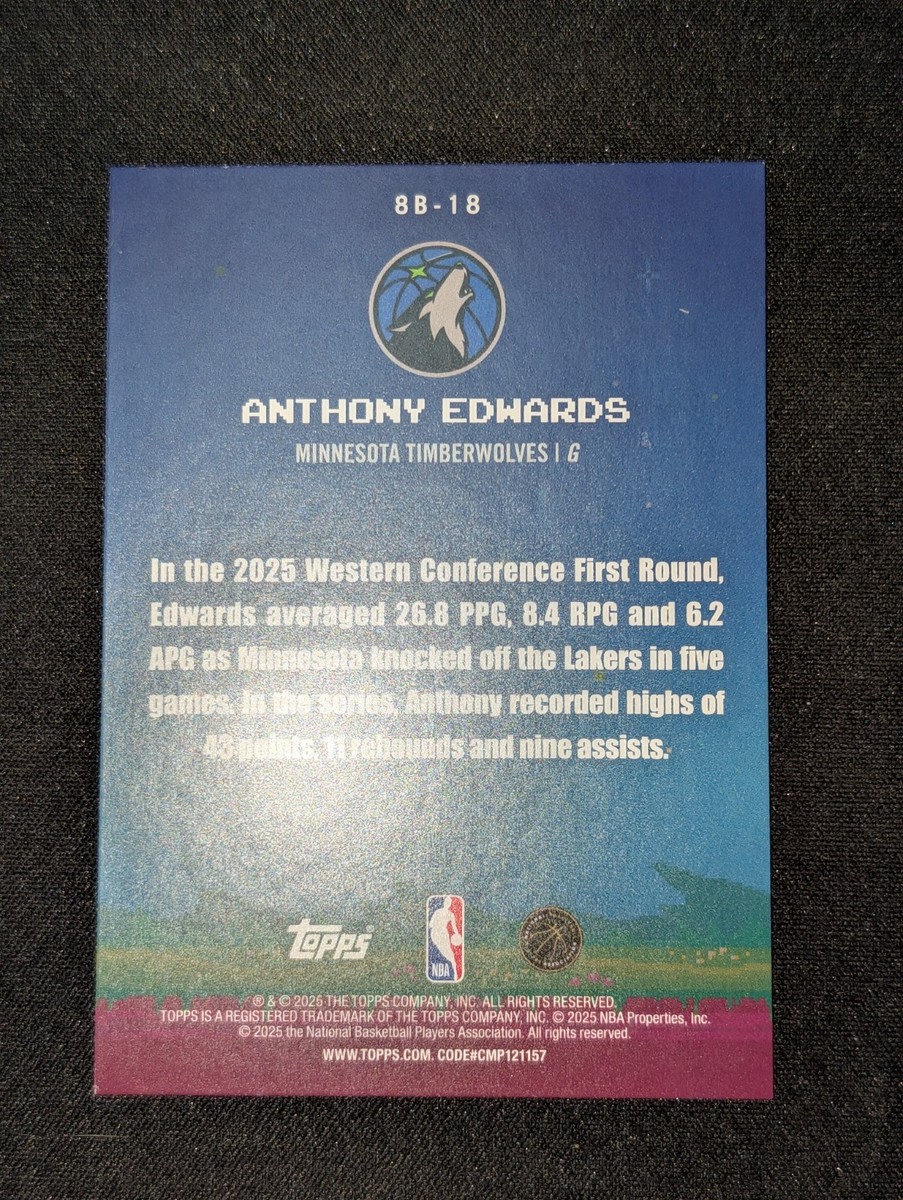 8B-18
ANTHONY EDWARDS
MINNESOTA TIMBERWOLVES | G
In the 2025 Western Conference First Round,
Edwards averaged 26.8 PPG, 8.4 RPG and 6.2
APG as Minnesota knocked off the Lakers in five
games. In the series, Anthony recorded highs of
43 points, 11 rebounds and nine assists.
topps®
NBA
® & © 2025 THE TOPPS COMPANY, INC. ALL RIGHTS RESERVED.
TOPPS IS A REGISTERED TRADEMARK OF THE TOPPS COMPANY, INC. © 2025 NBA Properties, Inc.
© 2025 the National Basketball Players Association. All rights reserved.
WWW.TOPPS.COM. CODE#CMP121157